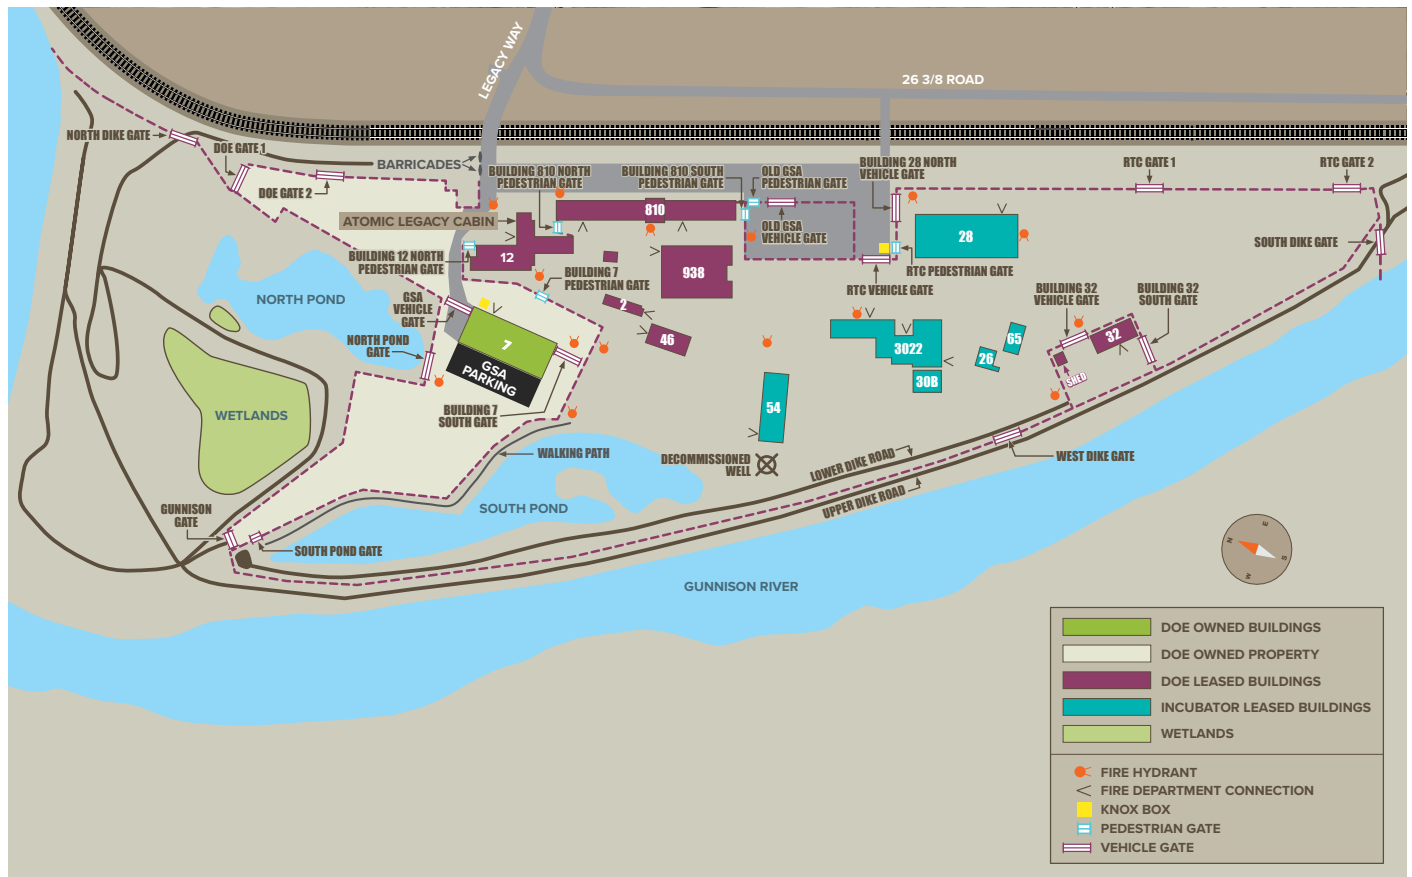 LEGACY WAY
26 3/8 ROAD
NORTH DIKE GATE
DOE GATE 1
DOE GATE 2
BARRICADES
BUILDING 810 NORTH
PEDESTRIAN GATE
BUILDING 810 SOUTH
PEDESTRIAN GATE
OLD GSA
PEDESTRIAN GATE
BUILDING 28 NORTH
VEHICLE GATE
RTC GATE 1
RTC GATE 2
ATOMIC LEGACY CABIN
810
OLD GSA
VEHICLE GATE
28
SOUTH DIKE GATE
BUILDING 12 NORTH
PEDESTRIAN GATE
12
BUILDING 7
PEDESTRIAN GATE
938
RTC PEDESTRIAN GATE
RTC VEHICLE GATE
BUILDING 32
VEHICLE GATE
BUILDING 32
SOUTH GATE
NORTH POND
GSA
VEHICLE
GATE
2
46
7
GSA
PARKING
NORTH POND
GATE
3022
30B
26
65
32
SHED
54
WETLANDS
BUILDING 7
SOUTH GATE
WALKING PATH
DECOMMISSIONED
WELL
LOWER DIKE ROAD
UPPER DIKE ROAD
WEST DIKE GATE
GUNNISON
GATE
SOUTH POND
SOUTH POND GATE
GUNNISON RIVER
N
E
S
W
DOE OWNED BUILDINGS
DOE OWNED PROPERTY
DOE LEASED BUILDINGS
INCUBATOR LEASED BUILDINGS
WETLANDS
FIRE HYDRANT
FIRE DEPARTMENT CONNECTION
KNOX BOX
PEDESTRIAN GATE
VEHICLE GATE